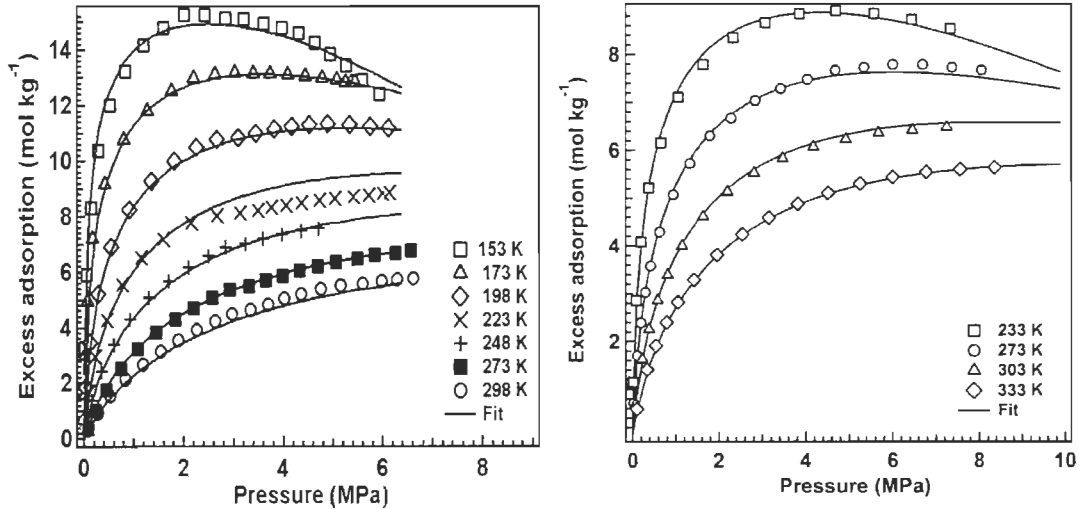 Excess adsorption (mol kg⁻¹)
14
12
10
8
6
4
2
0
0
2
4
6
8
Pressure (MPa)
153 K
173 K
198 K
223 K
248 K
273 K
298 K
Fit
Excess adsorption (mol kg⁻¹)
8
6
4
2
0
2
4
6
8
10
Pressure (MPa)
233 K
273 K
303 K
333 K
Fit